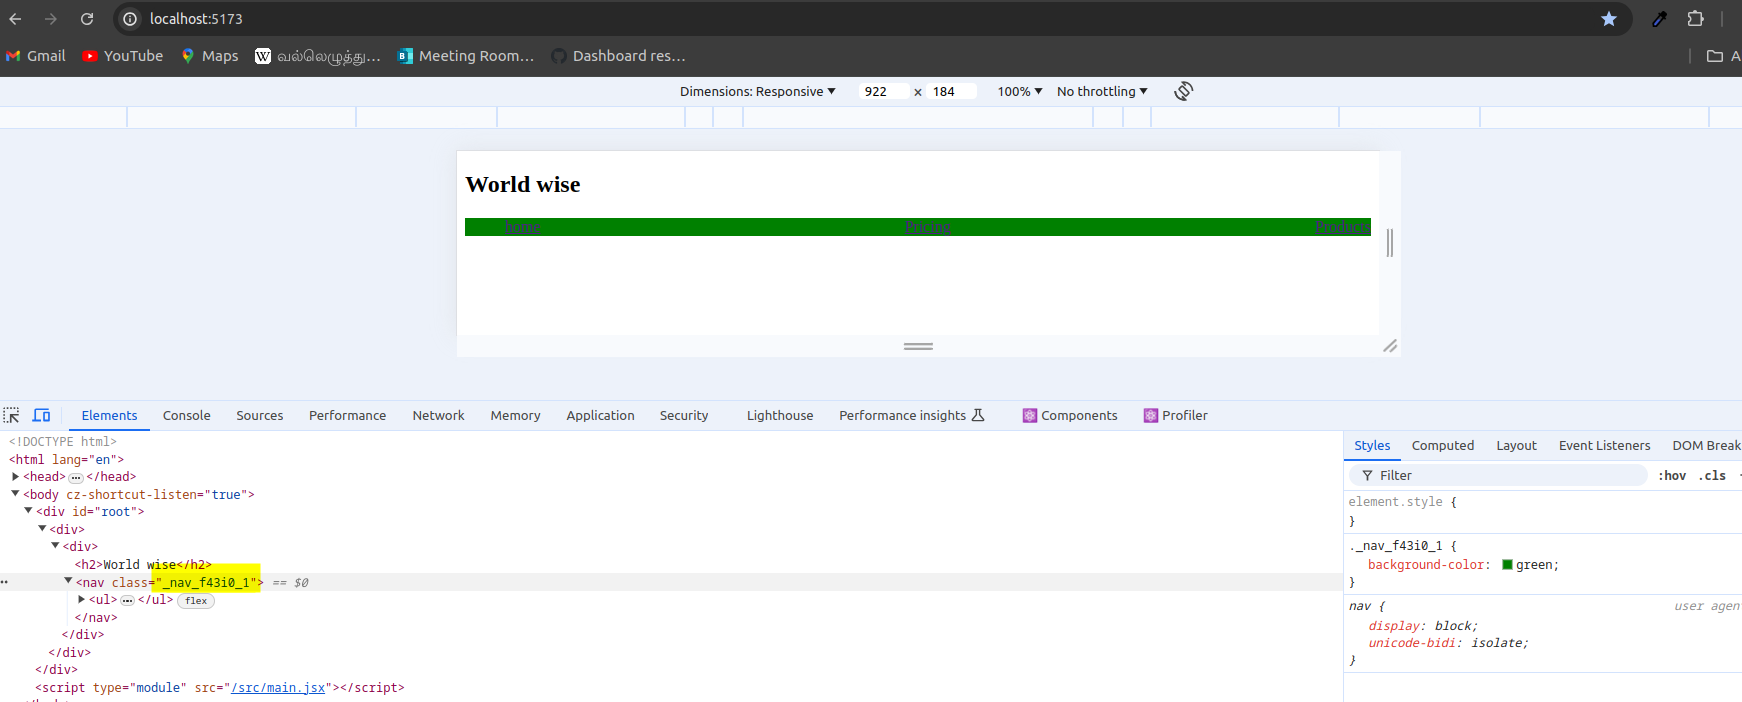 localhost:5173
Gmail YouTube Maps W வல்லெழுத்து... B Meeting Room... Dashboard res...
Dimensions: Responsive 922 x 184 100% No throttling
World wise
home Pricing Products
Elements Console Sources Performance Network Memory Application Security Lighthouse Performance insights Components Profiler
<!DOCTYPE html>
<html lang="en">
<head> … </head>
<body cz-shortcut-listen="true">
<div id="root">
<div>
<div>
<h2>World wise</h2>
<nav class="_nav_f43i0_1"> == $0
<ul> … </ul> flex
</nav>
</div>
</div>
</div>
<script type="module" src="/src/main.jsx"></script>
Styles Computed Layout Event Listeners DOM Break
Filter :hov .cls
element.style {
}
._nav_f43i0_1 {
background-color: green;
}
nav { user agen
display: block;
unicode-bidi: isolate;
}